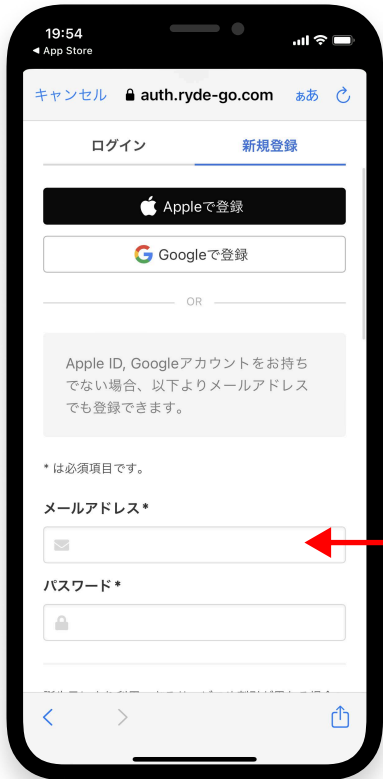 19:54
◀ App Store
キャンセル auth.ryde-go.com ぁあ
ログイン 新規登録
Appleで登録
Googleで登録
OR
Apple ID, Googleアカウントをお持ち
でない場合、以下よりメールアドレス
でも登録できます。
* は必須項目です。
メールアドレス*
パスワード*